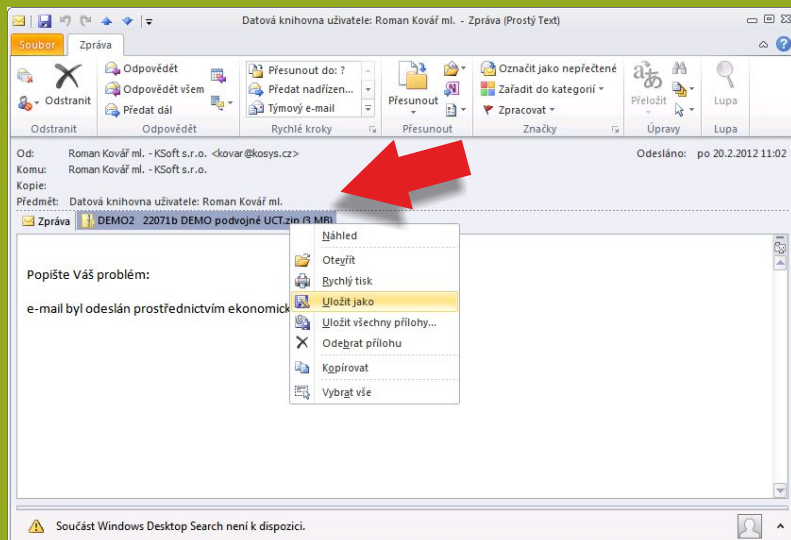 Datová knihovna uživatele: Roman Kovář ml. - Zpráva (Prostý Text)
Soubor Zpráva
Odstranit
Odpovědět
Odpovědět všem
Předat dál
Přesunout do: ?
Předat nadřízen...
Týmový e-mail
Přesunout
Označit jako nepřečtené
Zařadit do kategorií
Zpracovat
Přeložit
Lupa
Odstranit Odpovědět Rychlé kroky Přesunout Značky Úpravy Lupa
Od: Roman Kovář ml. - KSoft s.r.o. <kovar@kosys.cz> Odesláno: po 20.2.2012 11:02
Komu: Roman Kovář ml. - KSoft s.r.o.
Kopie:
Předmět: Datová knihovna uživatele: Roman Kovář ml.
Zpráva DEMO2 22071b DEMO podvojné UCT.zip (3 MB)
Popište Váš problém:
e-mail byl odeslán prostřednictvím ekonomick
Náhled
Otevřít
Rychlý tisk
Uložit jako
Uložit všechny přílohy...
Odebrat přílohu
Kopírovat
Vybrat vše
Součást Windows Desktop Search není k dispozici.